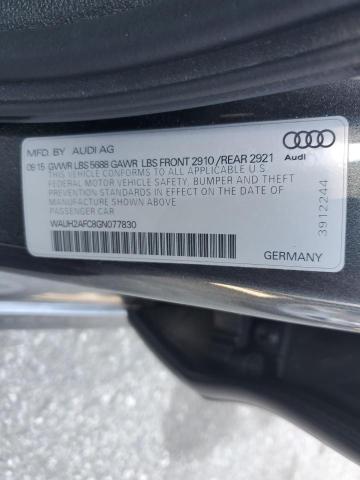 MFD. BY AUDI AG
09·15 GVWR LBS 5688 GAWR LBS FRONT 2910/REAR 2921
THIS VEHICLE CONFORMS TO ALL APPLICABLE U.S.
FEDERAL MOTOR VEHICLE SAFETY, BUMPER AND THEFT
PREVENTION STANDARDS IN EFFECT ON THE DATE OF
MANUFACTURE SHOWN ABOVE.
PASSENGER CAR
WAUH2AFC8GN077830
Audi
3912244
GERMANY